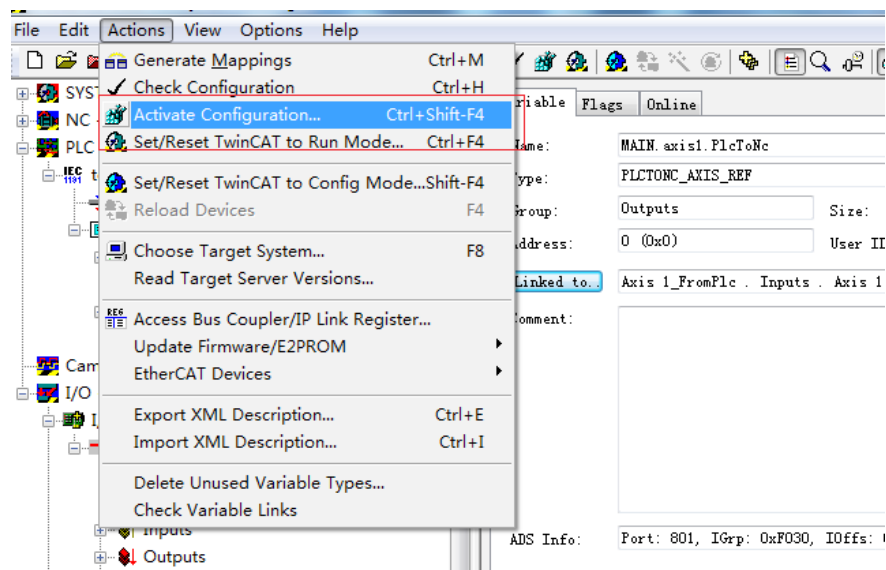 File Edit Actions View Options Help
Generate Mappings Ctrl+M
Check Configuration Ctrl+H
Activate Configuration... Ctrl+Shift-F4
Set/Reset TwinCAT to Run Mode... Ctrl+F4
Set/Reset TwinCAT to Config Mode...Shift-F4
Reload Devices F4
Choose Target System... F8
Read Target Server Versions...
Access Bus Coupler/IP Link Register...
Update Firmware/E2PROM
EtherCAT Devices
Export XML Description... Ctrl+E
Import XML Description... Ctrl+I
Delete Unused Variable Types...
Check Variable Links
SYST
NC -
PLC
IEC 1131 t
Cam
I/O
Inputs
Outputs
riable Flags Online
Name: MAIN.axis1.PlcToNc
Type: PLCTONC_AXIS_REF
Group: Outputs Size:
Address: 0 (0x0) User ID
Linked to.. Axis 1_FromPlc . Inputs . Axis 1
Comment:
ADS Info: Port: 801, IGrp: 0xF030, IOffs: